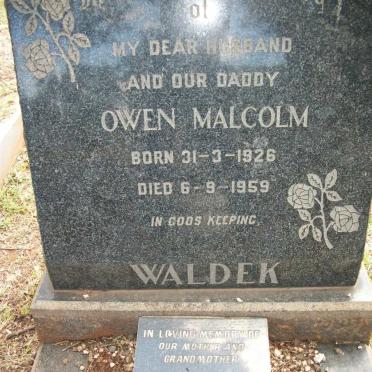 of
MY DEAR HUSBAND
AND OUR DADDY
OWEN MALCOLM
BORN 31-3-1926
DIED 6-9-1959
IN GODS KEEPING
WALDEK
IN LOVING MEMORY OF
OUR MOTHER AND
GRANDMOTHER